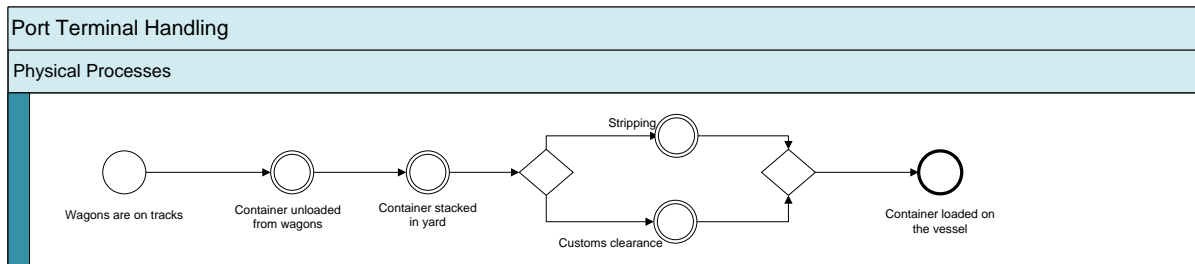 Port Terminal Handling
Physical Processes
Stripping
Wagons are on tracks
Container unloaded
from wagons
Container stacked
in yard
Customs clearance
Container loaded on
the vessel